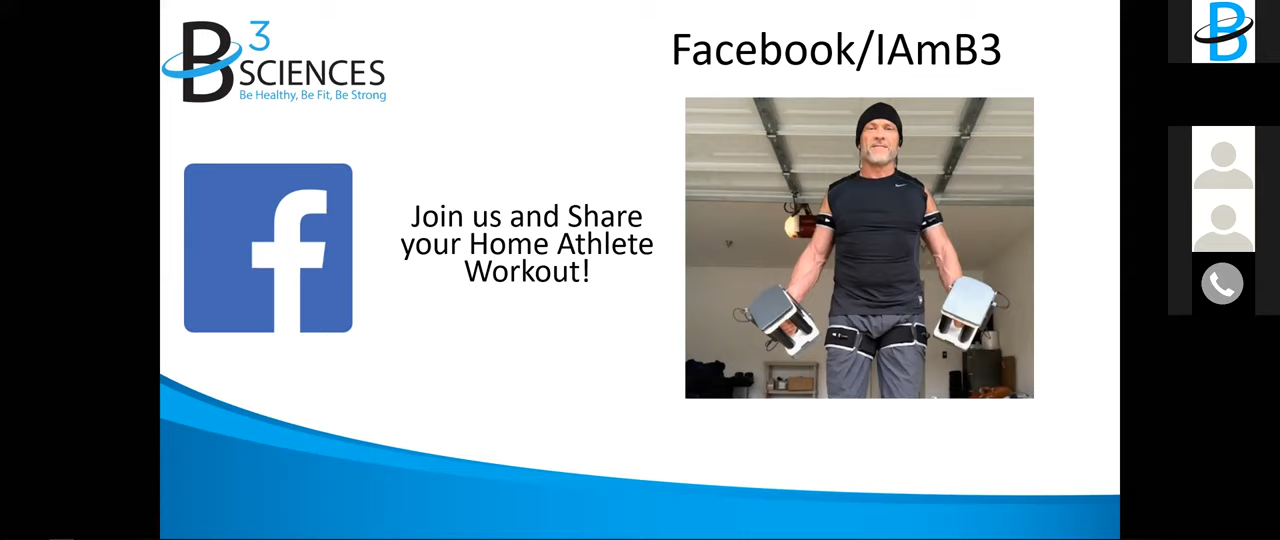 B3 SCIENCES
Be Healthy, Be Fit, Be Strong
Facebook/IAmB3
f
Join us and Share
your Home Athlete
Workout!
B